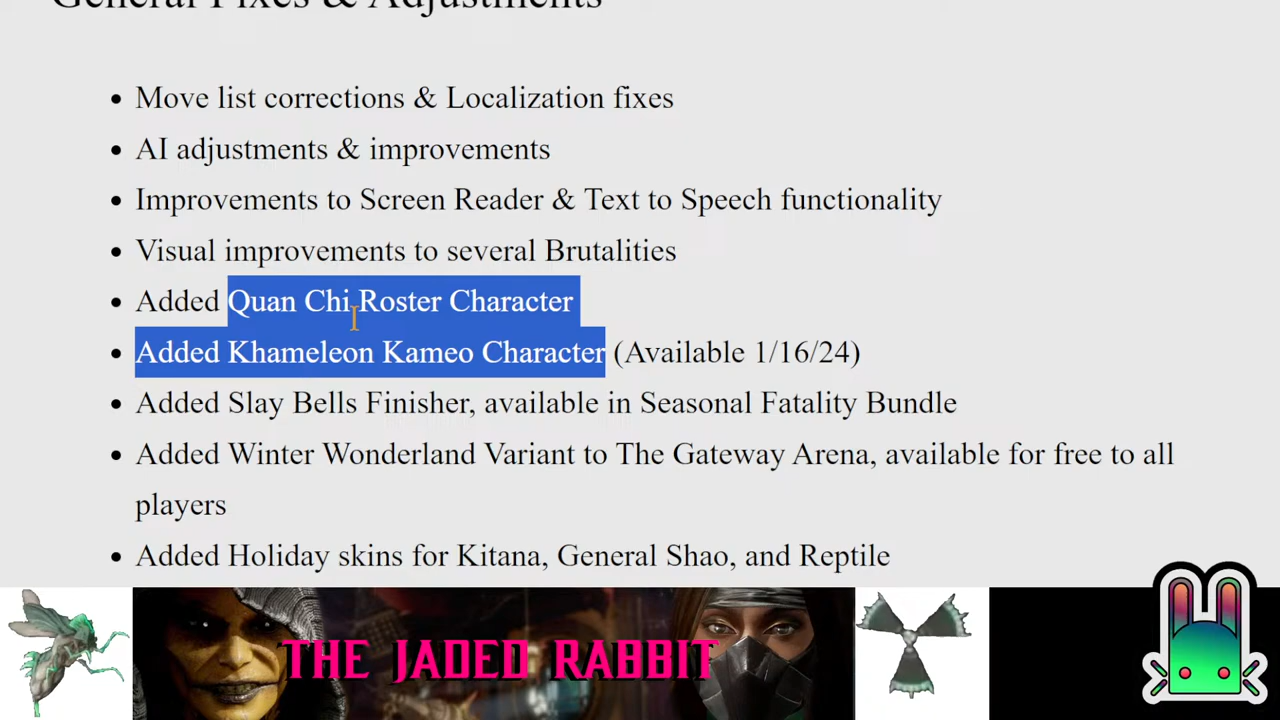 General Fixes & Adjustments
Move list corrections & Localization fixes
AI adjustments & improvements
Improvements to Screen Reader & Text to Speech functionality
Visual improvements to several Brutalities
Added Quan Chi Roster Character
Added Khameleon Kameo Character (Available 1/16/24)
Added Slay Bells Finisher, available in Seasonal Fatality Bundle
Added Winter Wonderland Variant to The Gateway Arena, available for free to all
players
Added Holiday skins for Kitana, General Shao, and Reptile
THE JADED RABBIT